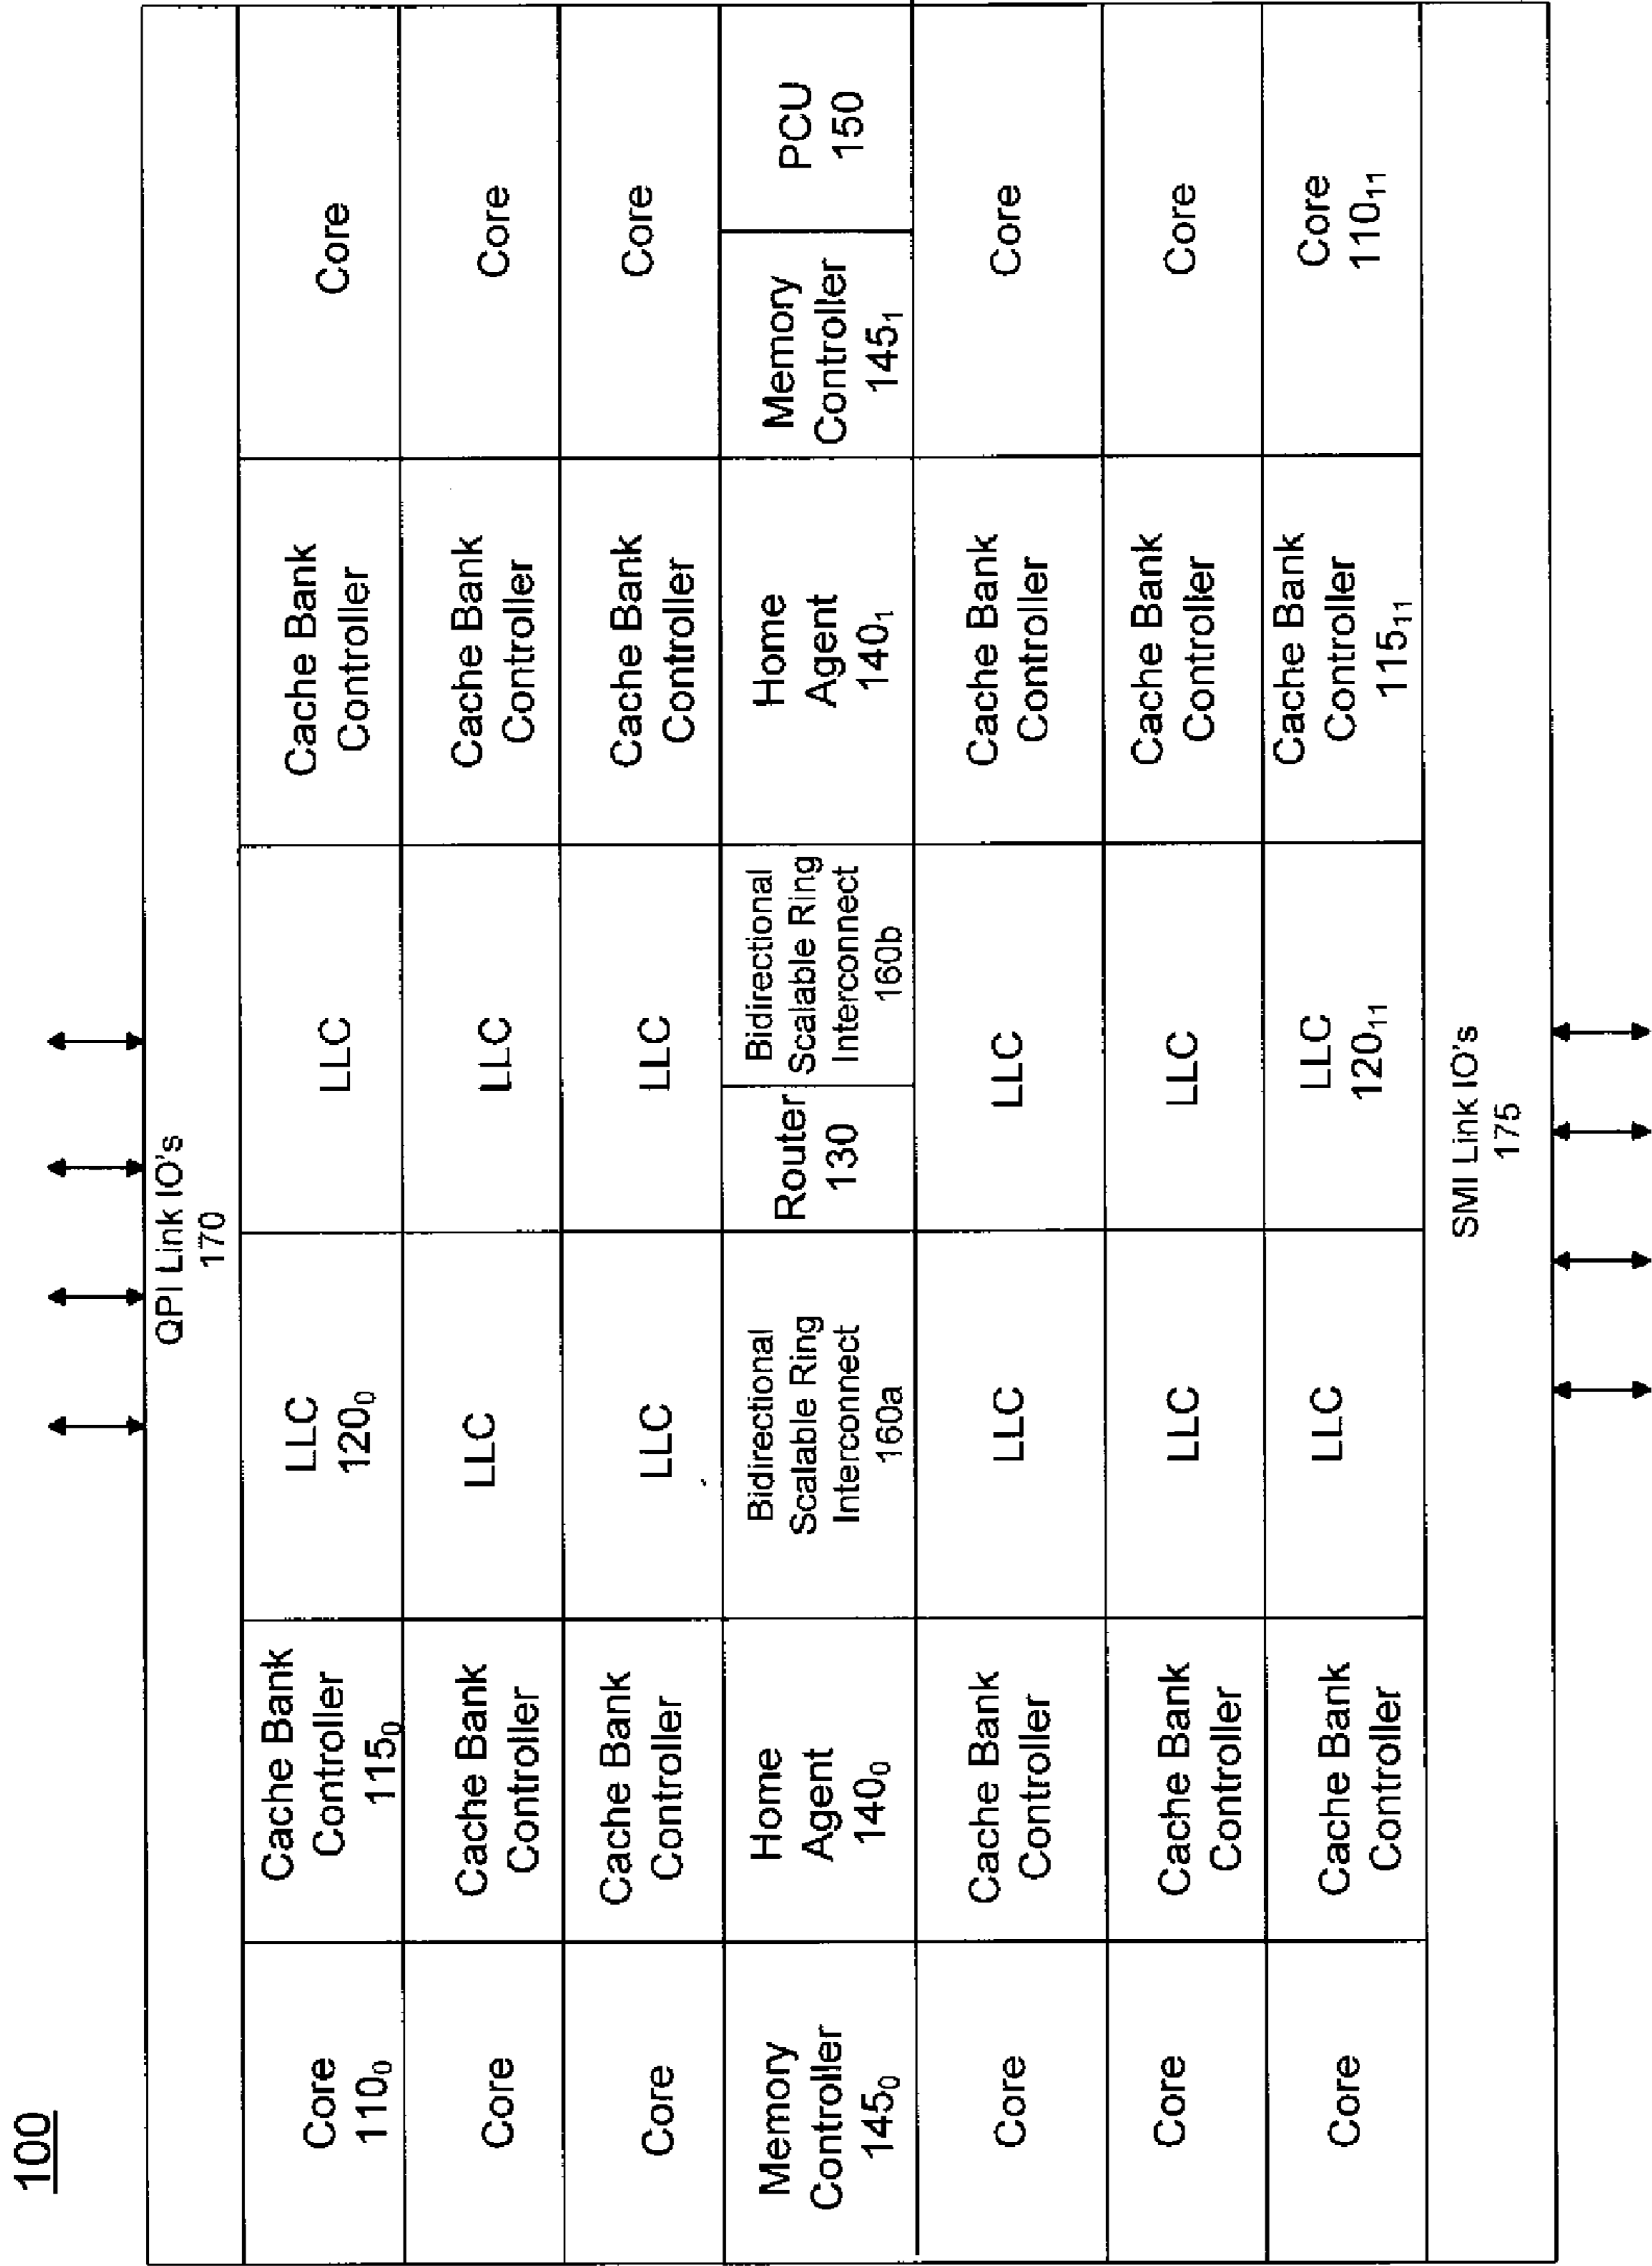 100
QPI Link IO's
170
Core
110₀
Cache Bank
Controller
115₀
LLC
120₀
LLC
Cache Bank
Controller
Core
Core
Cache Bank
Controller
LLC
LLC
Cache Bank
Controller
Core
Core
Cache Bank
Controller
LLC
LLC
Cache Bank
Controller
Core
Memory
Controller
145₀
Home
Agent
140₀
Bidirectional
Scalable Ring
Interconnect
160a
Router
130
Bidirectional
Scalable Ring
Interconnect
160b
Home
Agent
140₁
Memory
Controller
145₁
PCU
150
Core
Cache Bank
Controller
LLC
LLC
Cache Bank
Controller
Core
Core
Cache Bank
Controller
LLC
LLC
Cache Bank
Controller
Core
Core
Cache Bank
Controller
LLC
LLC
120₁₁
Cache Bank
Controller
115₁₁
Core
110₁₁
SMI Link IO's
175